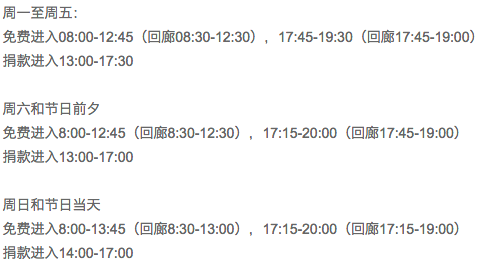 周一至周五：
免费进入08:00-12:45（回廊08:30-12:30），17:45-19:30（回廊17:45-19:00）
捐款进入13:00-17:30
周六和节日前夕
免费进入8:00-12:45（回廊8:30-12:30），17:15-20:00（回廊17:45-19:00）
捐款进入13:00-17:00
周日和节日当天
免费进入8:00-13:45（回廊8:30-13:00），17:15-20:00（回廊17:15-19:00）
捐款进入14:00-17:00